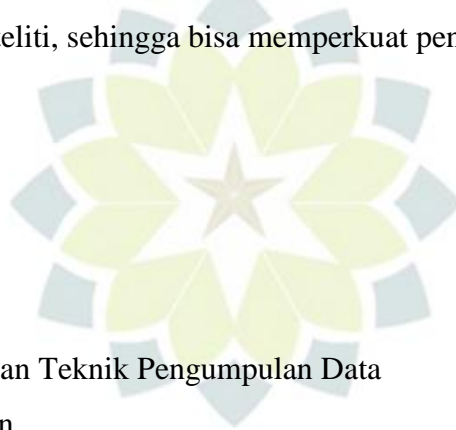 eliti, sehingga bisa memperkuat pen
an Teknik Pengumpulan Data